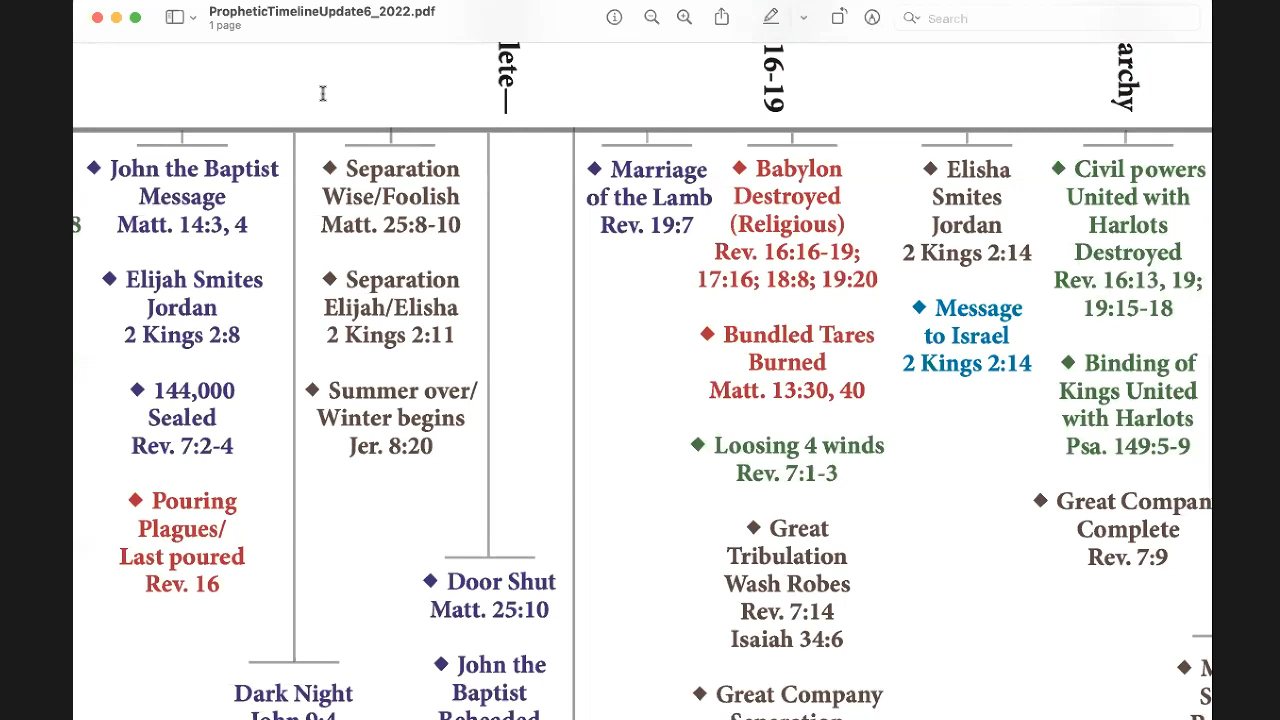 PropheticTimelineUpdate6_2022.pdf
1 page
Search
lete—
16-19
archy
8
◆ John the Baptist
Message
Matt. 14:3, 4
◆ Elijah Smites
Jordan
2 Kings 2:8
◆ 144,000
Sealed
Rev. 7:2-4
◆ Pouring
Plagues/
Last poured
Rev. 16
Dark Night
John 9:4
◆ Separation
Wise/Foolish
Matt. 25:8-10
◆ Separation
Elijah/Elisha
2 Kings 2:11
◆ Summer over/
Winter begins
Jer. 8:20
◆ Door Shut
Matt. 25:10
◆ John the
Baptist
Beheaded
◆ Marriage
of the Lamb
Rev. 19:7
◆ Babylon
Destroyed
(Religious)
Rev. 16:16-19;
17:16; 18:8; 19:20
◆ Bundled Tares
Burned
Matt. 13:30, 40
◆ Loosing 4 winds
Rev. 7:1-3
◆ Great
Tribulation
Wash Robes
Rev. 7:14
Isaiah 34:6
◆ Great Company
Separation
◆ Elisha
Smites
Jordan
2 Kings 2:14
◆ Message
to Israel
2 Kings 2:14
◆ Civil powers
United with
Harlots
Destroyed
Rev. 16:13, 19;
19:15-18
◆ Binding of
Kings United
with Harlots
Psa. 149:5-9
◆ Great Compan
Complete
Rev. 7:9